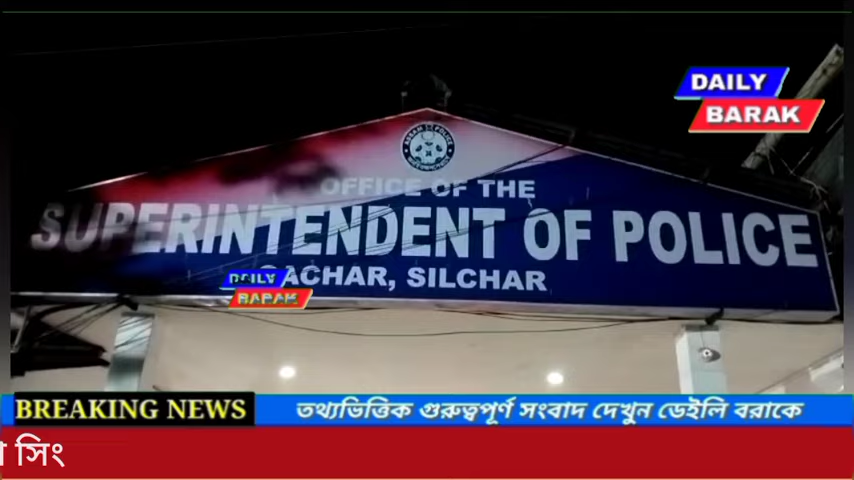 DAILY
BARAK
OFFICE OF THE
SUPERINTENDENT OF POLICE
CACHAR, SILCHAR
DAILY
BARAK
BREAKING NEWS
তথ্যভিত্তিক গুরুত্বপূর্ণ সংবাদ দেখুন ডেইলি বরাকে
সিং